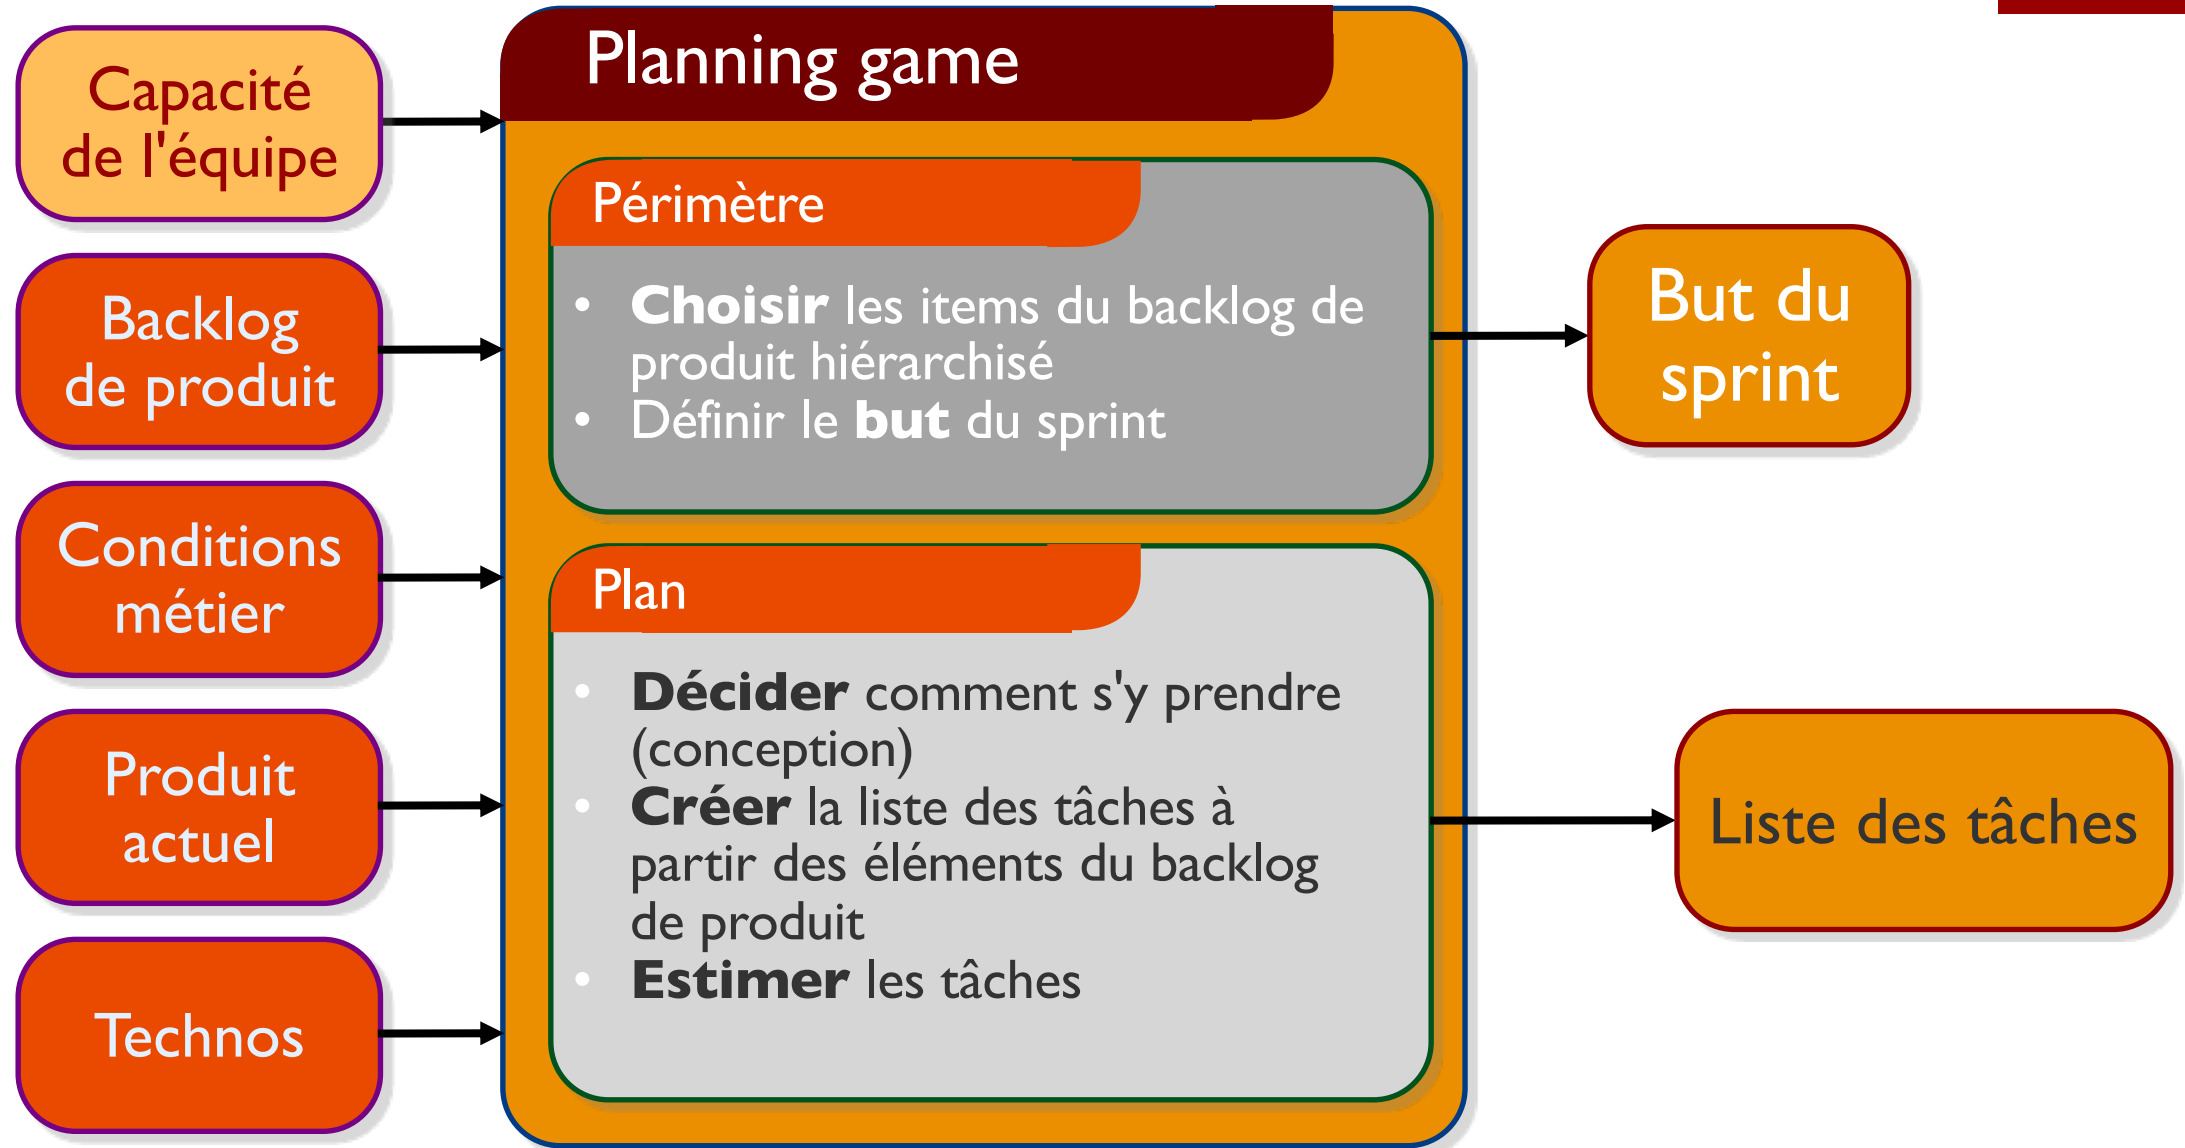 Capacité
de l'équipe
Backlog
de produit
Conditions
métier
Produit
actuel
Technos
Planning game
Périmètre
• Choisir les items du backlog de
produit hiérarchisé
• Définir le but du sprint
Plan
• Décider comment s'y prendre
(conception)
• Créer la liste des tâches à
partir des éléments du backlog
de produit
• Estimer les tâches
But du
sprint
Liste des tâches